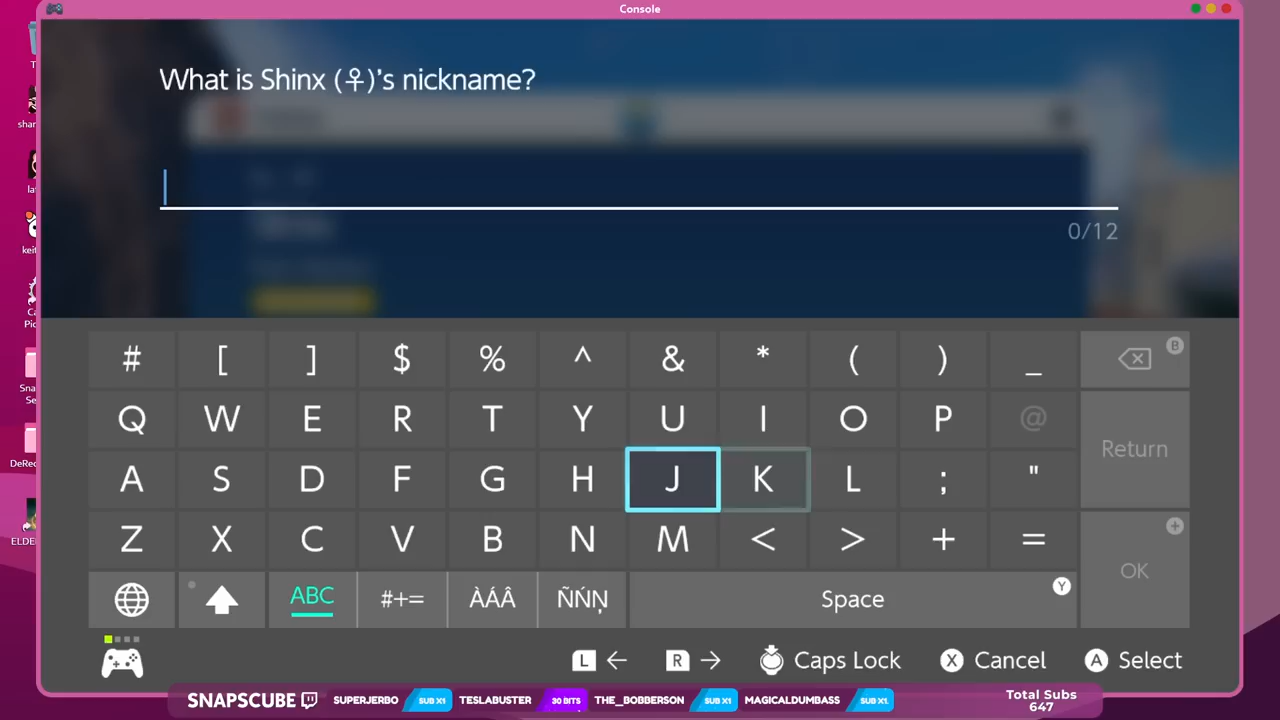 Console
What is Shinx (♀)'s nickname?
0/12
# [ ] $ % ^ & * ( ) _ B
Q W E R T Y U I O P @ Return
A S D F G H J K L ; "
Z X C V B N M < > + = OK +
ABC #+= ÀÁÂ ÑŃŅ Space Y
L ← R → Caps Lock X Cancel A Select
SNAPSCUBE SUPERJERBO SUB X1 TESLABUSTER 30 BITS THE_BOBBERSON SUB X1 MAGICALDUMBASS SUB X1 Total Subs
647